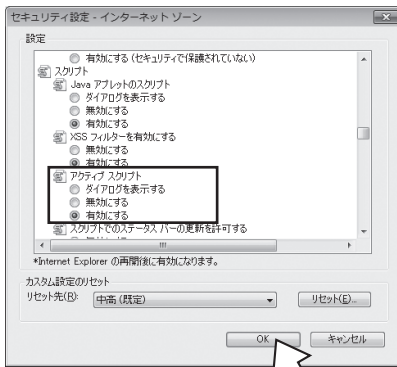 セキュリティ設定 - インターネット ゾーン
設定
有効にする (セキュリティで保護されていない)
スクリプト
Java アプレットのスクリプト
ダイアログを表示する
無効にする
有効にする
XSS フィルターを有効にする
無効にする
有効にする
アクティブ スクリプト
ダイアログを表示する
無効にする
有効にする
スクリプトでのステータス バーの更新を許可する
*Internet Explorer の再開後に有効になります。
カスタム設定のリセット
リセット先(R): 中高 (既定) リセット(E)...
OK キャンセル